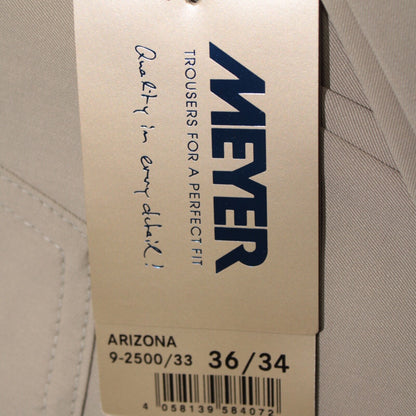 MEYER
TROUSERS FOR A PERFECT FIT
Quality in every detail!
ARIZONA
9-2500/33 36/34
4 058139 584072